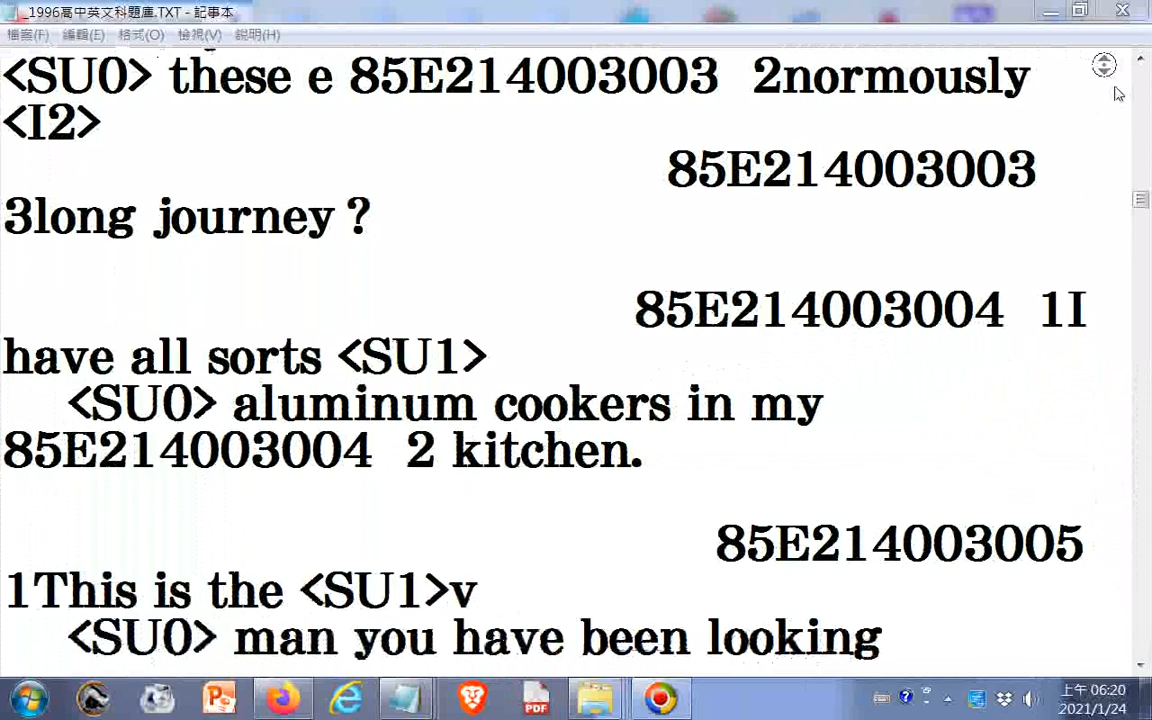 _1996高中英文科題庫.TXT - 記事本
檔案(F) 編輯(E) 格式(O) 檢視(V) 說明(H)
<SU0> these e 85E214003003 2normously
<I2>
85E214003003
3long journey ?
85E214003004 1I
have all sorts <SU1>
<SU0> aluminum cookers in my
85E214003004 2 kitchen.
85E214003005
1This is the <SU1>v
<SU0> man you have been looking
PDF
上午 06:20
2021/1/24